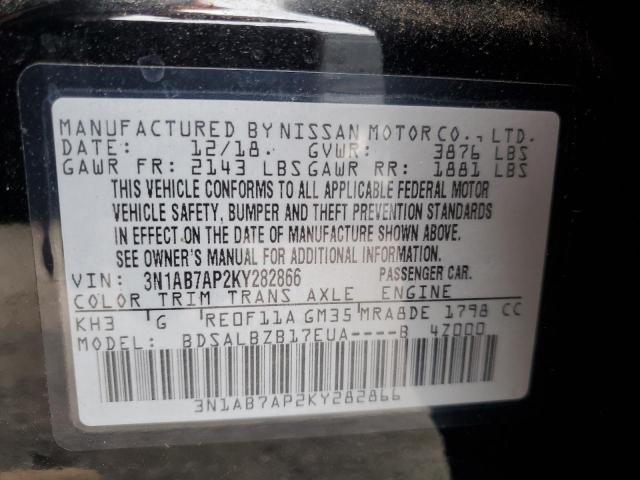 MANUFACTURED BY NISSAN MOTOR CO., LTD.
DATE: 12/18. GVWR: 3876 LBS
GAWR FR: 2143 LBS GAWR RR: 1881 LBS
THIS VEHICLE CONFORMS TO ALL APPLICABLE FEDERAL MOTOR
VEHICLE SAFETY, BUMPER AND THEFT PREVENTION STANDARDS
IN EFFECT ON THE DATE OF MANUFACTURE SHOWN ABOVE.
SEE OWNER'S MANUAL FOR ADDITIONAL INFORMATION.
VIN: 3N1AB7AP2KY282866 PASSENGER CAR.
COLOR TRIM TRANS AXLE ENGINE
KH3 G RE0F11A GM35 MRA8DE 1798 CC
MODEL: BDSALBZB17EUA----B 4Z000
3N1AB7AP2KY282866